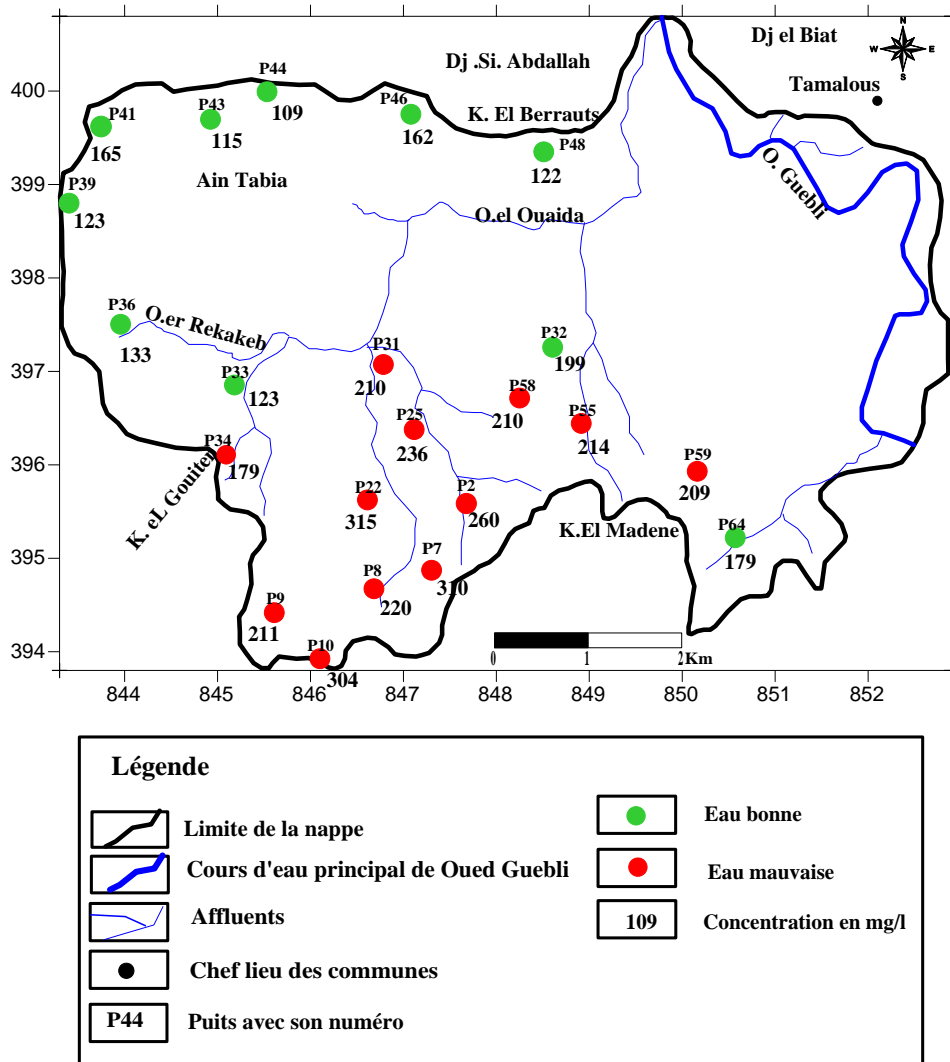 Dj el Biat
N
W E
S
Dj .Si. Abdallah
Tamalous
P44
400
109
P46
162
K. El Berrauts
P41
165
P43
115
P48
122
O. Guebli
399
P39
123
Ain Tabia
O.el Ouaida
398
P36
133
O.er Rekakeb
P31
210
P32
199
397
P33
123
P58
210
P25
236
P55
214
396
P34
179
K. eL Gouiter
P59
209
P22
315
P2
260
K.El Madene
P64
179
395
P7
310
P8
220
P9
211
394
P10
304
0 1 2 Km
844 845 846 847 848 849 850 851 852
Légende
Limite de la nappe
Cours d'eau principal de Oued Guebli
Affluents
Chef lieu des communes
P44 Puits avec son numéro
Eau bonne
Eau mauvaise
109 Concentration en mg/l